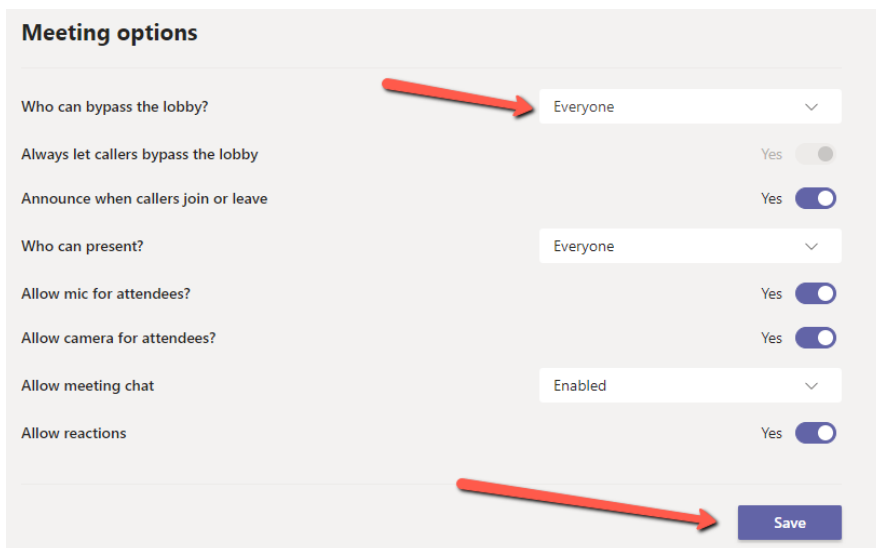 Meeting options
Who can bypass the lobby? Everyone
Always let callers bypass the lobby Yes
Announce when callers join or leave Yes
Who can present? Everyone
Allow mic for attendees? Yes
Allow camera for attendees? Yes
Allow meeting chat Enabled
Allow reactions Yes
Save